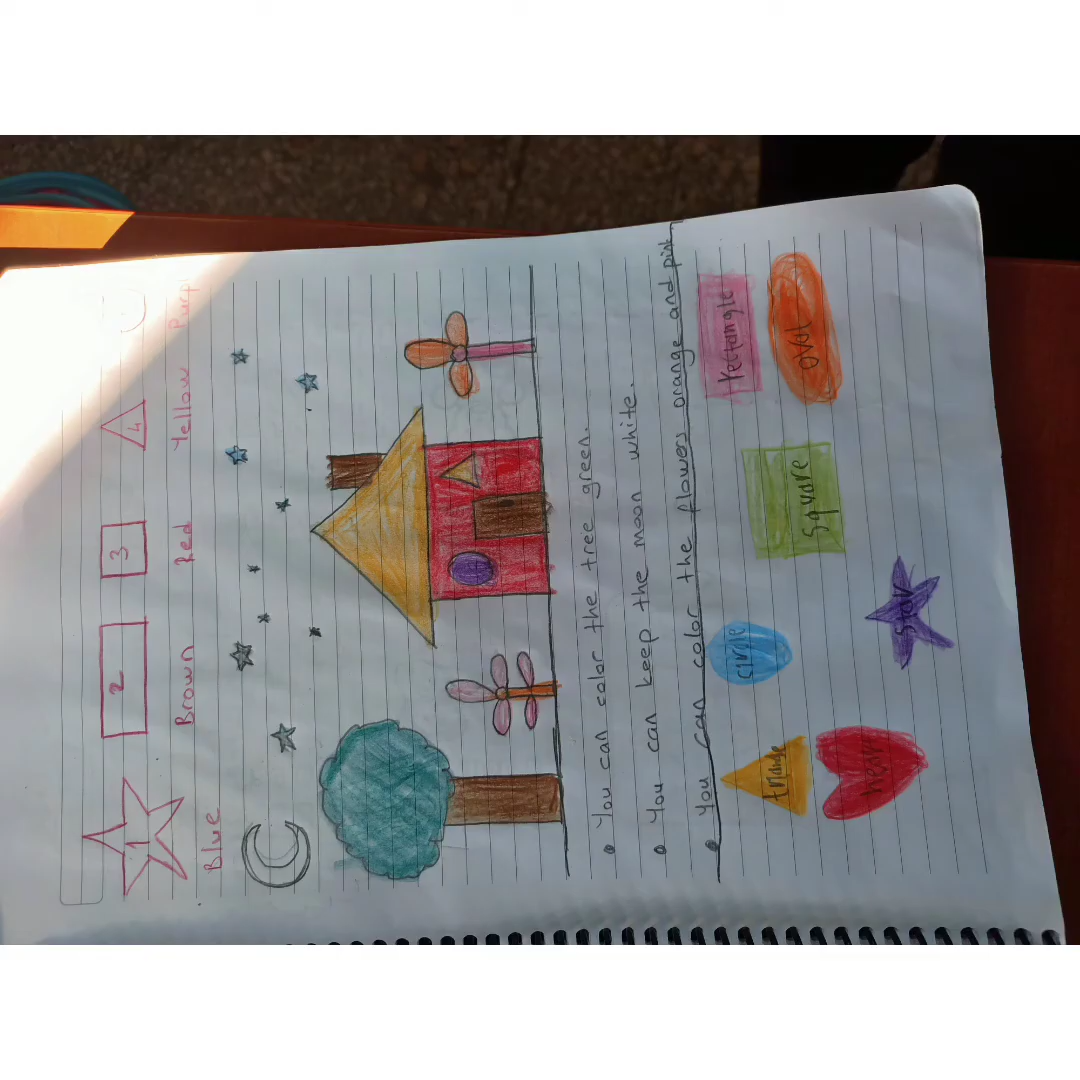 1 2 3 4
Blue Brown Red Yellow Purp
• You can color the tree green.
• You can keep the moon white.
• You can color the flowers orange and pink
triangle circle square rectangle
heart star oval